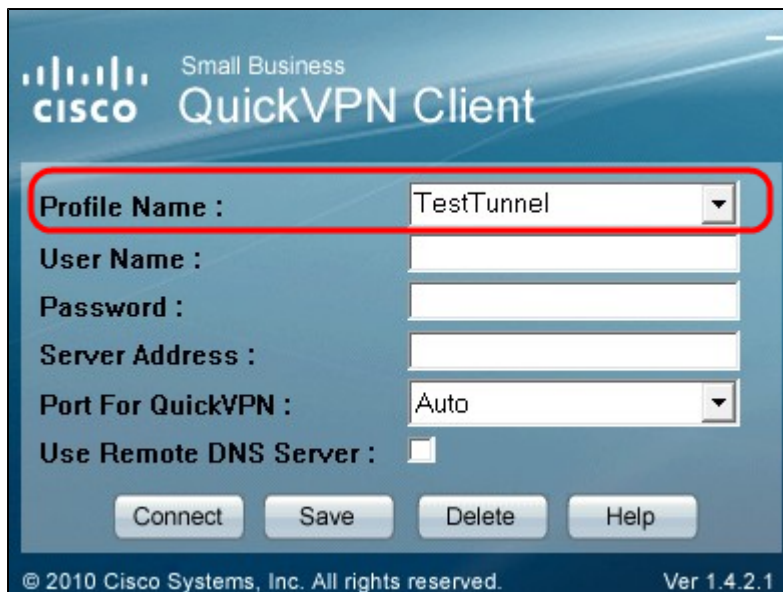 Small Business
CISCO QuickVPN Client
Profile Name : TestTunnel
User Name :
Password :
Server Address :
Port For QuickVPN : Auto
Use Remote DNS Server :
Connect Save Delete Help
© 2010 Cisco Systems, Inc. All rights reserved. Ver 1.4.2.1